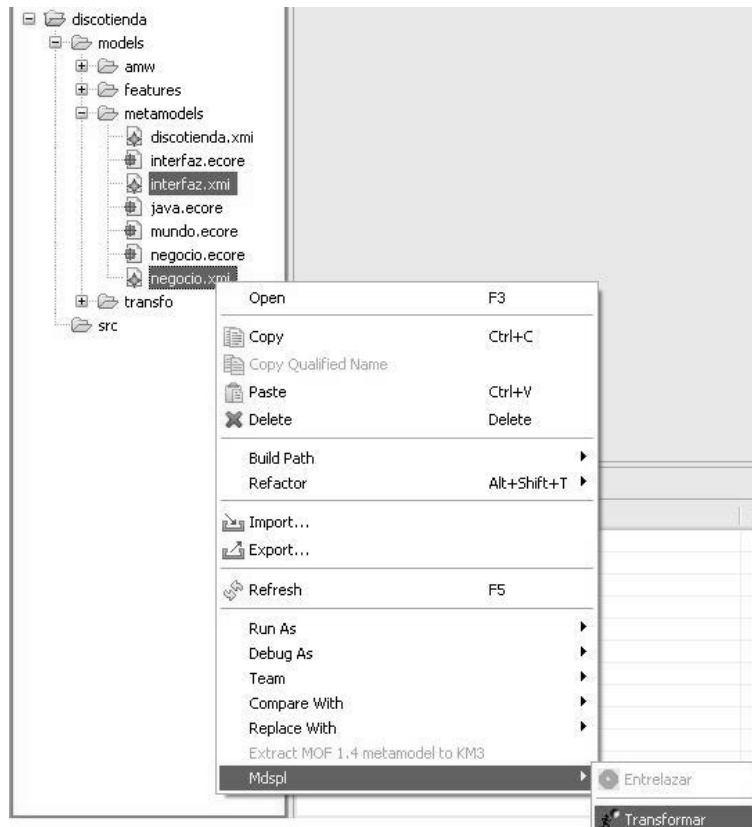 discotienda
models
amw
features
metamodels
discotienda.xmi
interfaz.ecore
interfaz.xmi
java.ecore
mundo.ecore
negocio.ecore
negocio.xmi
transfo
src
Open F3
Copy Ctrl+C
Copy Qualified Name
Paste Ctrl+V
Delete Delete
Build Path
Refactor Alt+Shift+T
Import...
Export...
Refresh F5
Run As
Debug As
Team
Compare With
Replace With
Extract MOF 1.4 metamodel to KM3
Mdspl
Entrelazar
Transformar